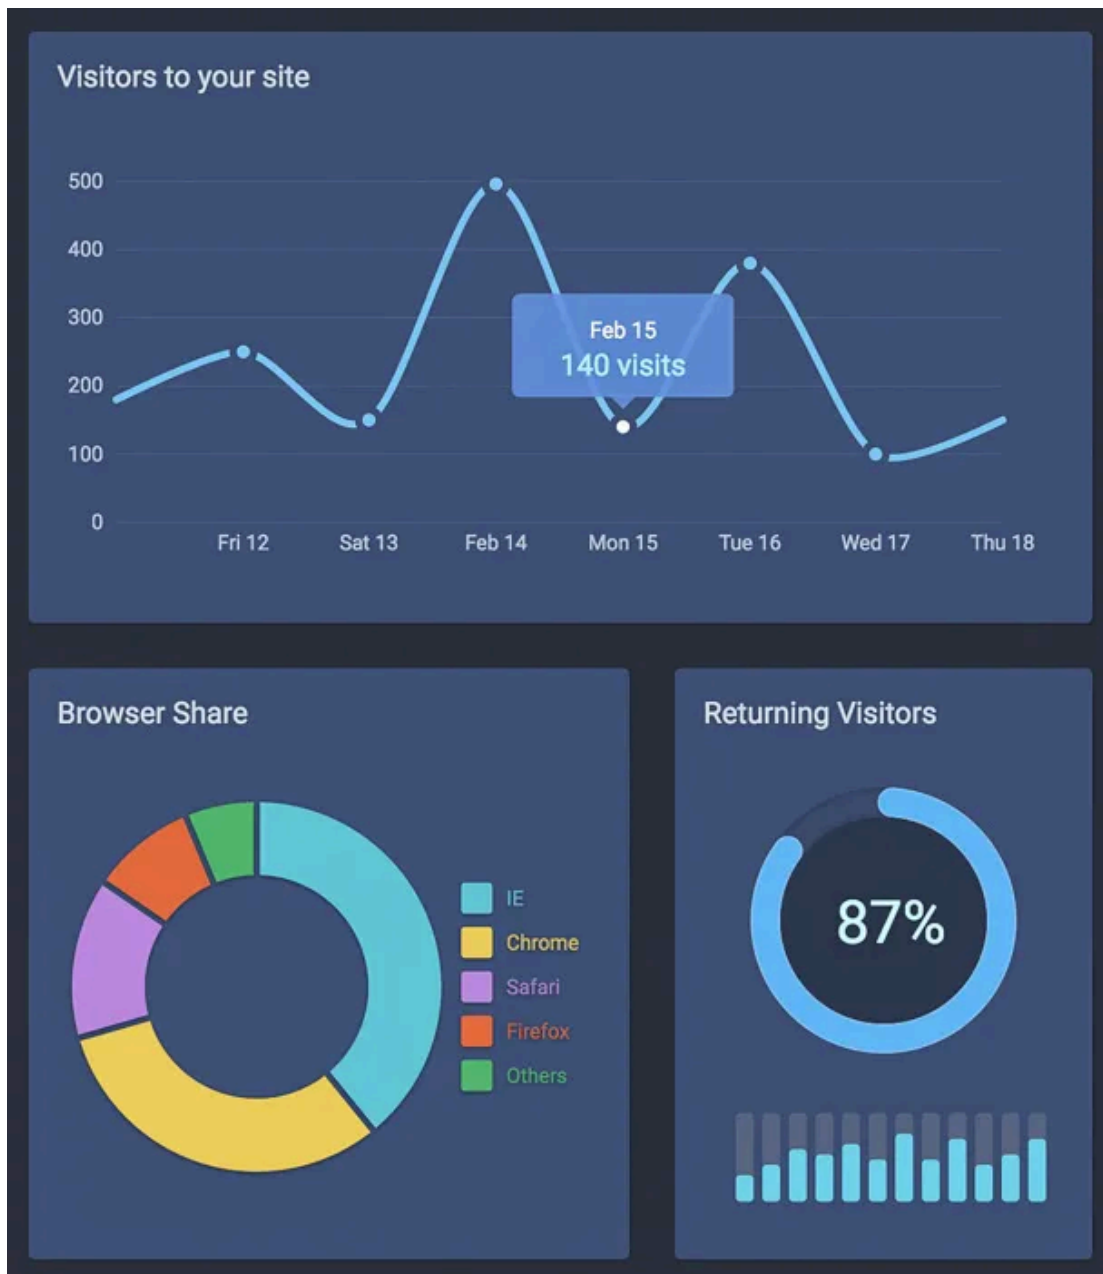 Visitors to your site
500
400
300
200
100
0
Feb 15
140 visits
Fri 12 Sat 13 Feb 14 Mon 15 Tue 16 Wed 17 Thu 18
Browser Share
IE
Chrome
Safari
Firefox
Others
Returning Visitors
87%